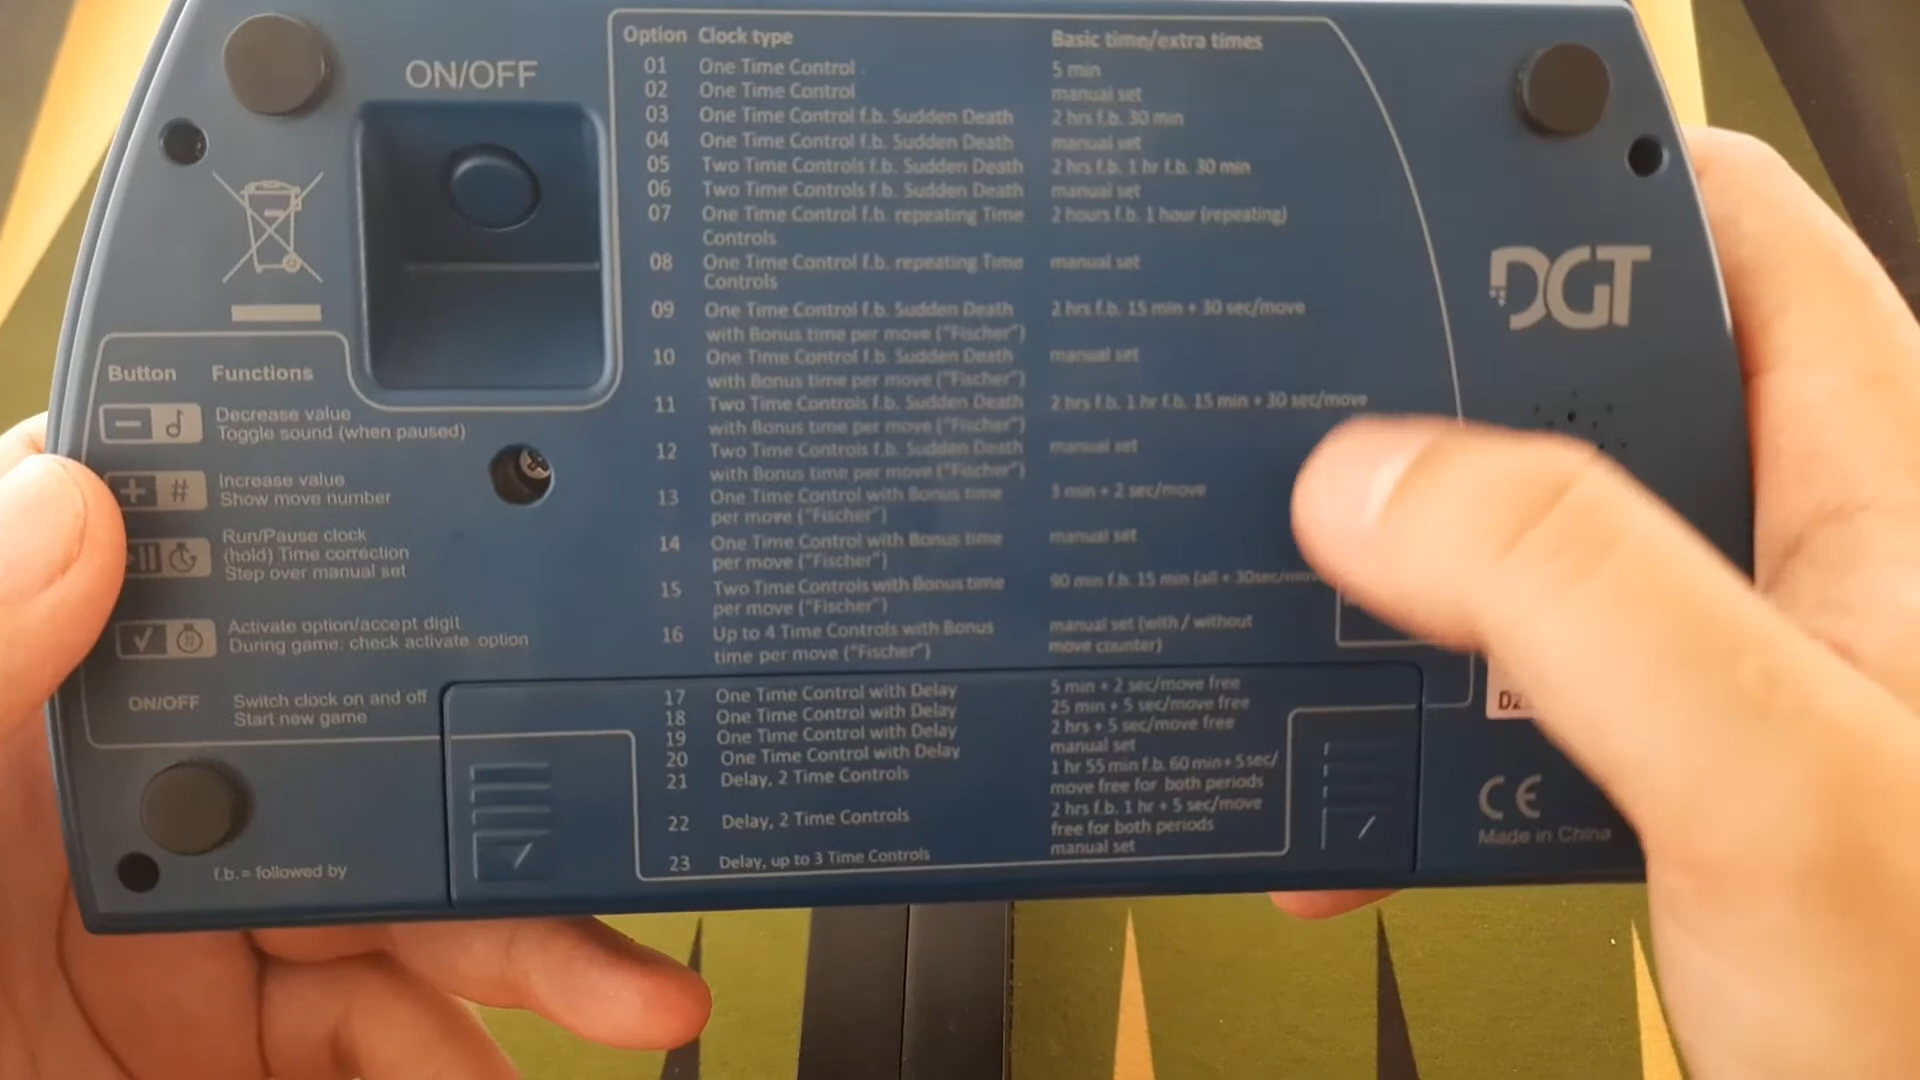 ON/OFF
Option Clock type Basic time/extra times
01 One Time Control 5 min
02 One Time Control manual set
03 One Time Control f.b. Sudden Death 2 hrs f.b. 30 min
04 One Time Control f.b. Sudden Death manual set
05 Two Time Controls f.b. Sudden Death 2 hrs f.b. 1 hr f.b. 30 min
06 Two Time Controls f.b. Sudden Death manual set
07 One Time Control f.b. repeating Time 2 hours f.b. 1 hour (repeating)
Controls
08 One Time Control f.b. repeating Time manual set
Controls
09 One Time Control f.b. Sudden Death 2 hrs f.b. 15 min + 30 sec/move
with Bonus time per move ("Fischer")
10 One Time Control f.b. Sudden Death manual set
with Bonus time per move ("Fischer")
11 Two Time Controls f.b. Sudden Death 2 hrs f.b. 1 hr f.b. 15 min + 30 sec/move
with Bonus time per move ("Fischer")
12 Two Time Controls f.b. Sudden Death manual set
with Bonus time per move ("Fischer")
13 One Time Control with Bonus time 3 min + 2 sec/move
per move ("Fischer")
14 One Time Control with Bonus time manual set
per move ("Fischer")
15 Two Time Controls with Bonus time 90 min f.b. 15 min (all + 30sec/move
per move ("Fischer")
16 Up to 4 Time Controls with Bonus manual set (with / without
time per move ("Fischer") move counter)
17 One Time Control with Delay 5 min + 2 sec/move free
18 One Time Control with Delay 25 min + 5 sec/move free
19 One Time Control with Delay 2 hrs + 5 sec/move free
20 One Time Control with Delay manual set
21 Delay, 2 Time Controls 1 hr 55 min f.b. 60 min+5sec/
move free for both periods
22 Delay, 2 Time Controls 2 hrs f.b. 1 hr + 5 sec/move
free for both periods
23 Delay, up to 3 Time Controls manual set
Button Functions
Decrease value
Toggle sound (when paused)
+ # Increase value
Show move number
Run/Pause clock
(hold) Time correction
Step over manual set
Activate option/accept digit
During game: check activate option
ON/OFF Switch clock on and off
Start new game
f.b. = followed by
DGT
CE
Made in China